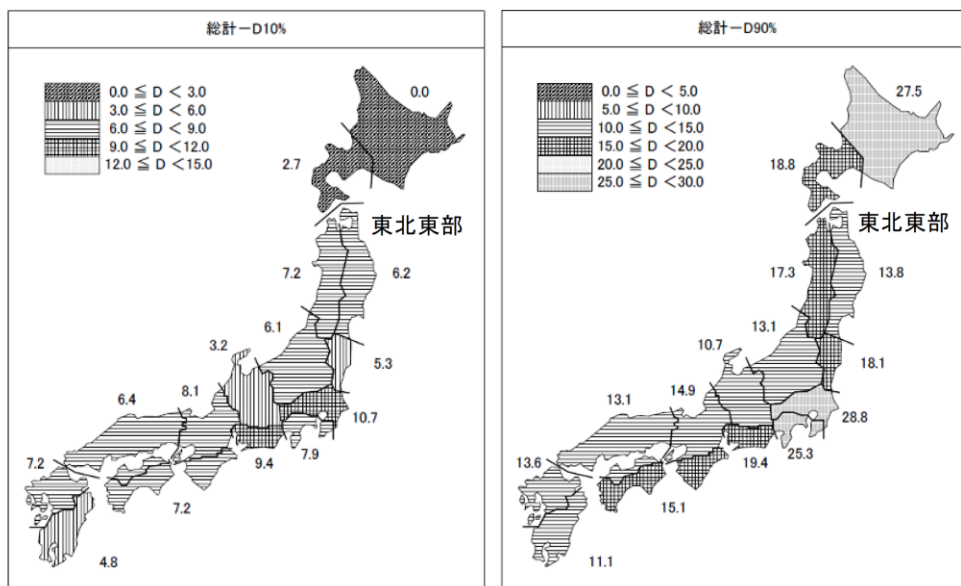 総計－D10%
0.0 ≦ D < 3.0
3.0 ≦ D < 6.0
6.0 ≦ D < 9.0
9.0 ≦ D <12.0
12.0 ≦ D <15.0
0.0
2.7
東北東部
7.2
6.2
6.1
3.2
5.3
8.1
6.4
10.7
7.9
9.4
7.2
7.2
4.8
総計－D90%
0.0 ≦ D < 5.0
5.0 ≦ D <10.0
10.0 ≦ D <15.0
15.0 ≦ D <20.0
20.0 ≦ D <25.0
25.0 ≦ D <30.0
27.5
18.8
東北東部
17.3
13.8
13.1
10.7
18.1
14.9
13.1
28.8
25.3
19.4
13.6
15.1
11.1